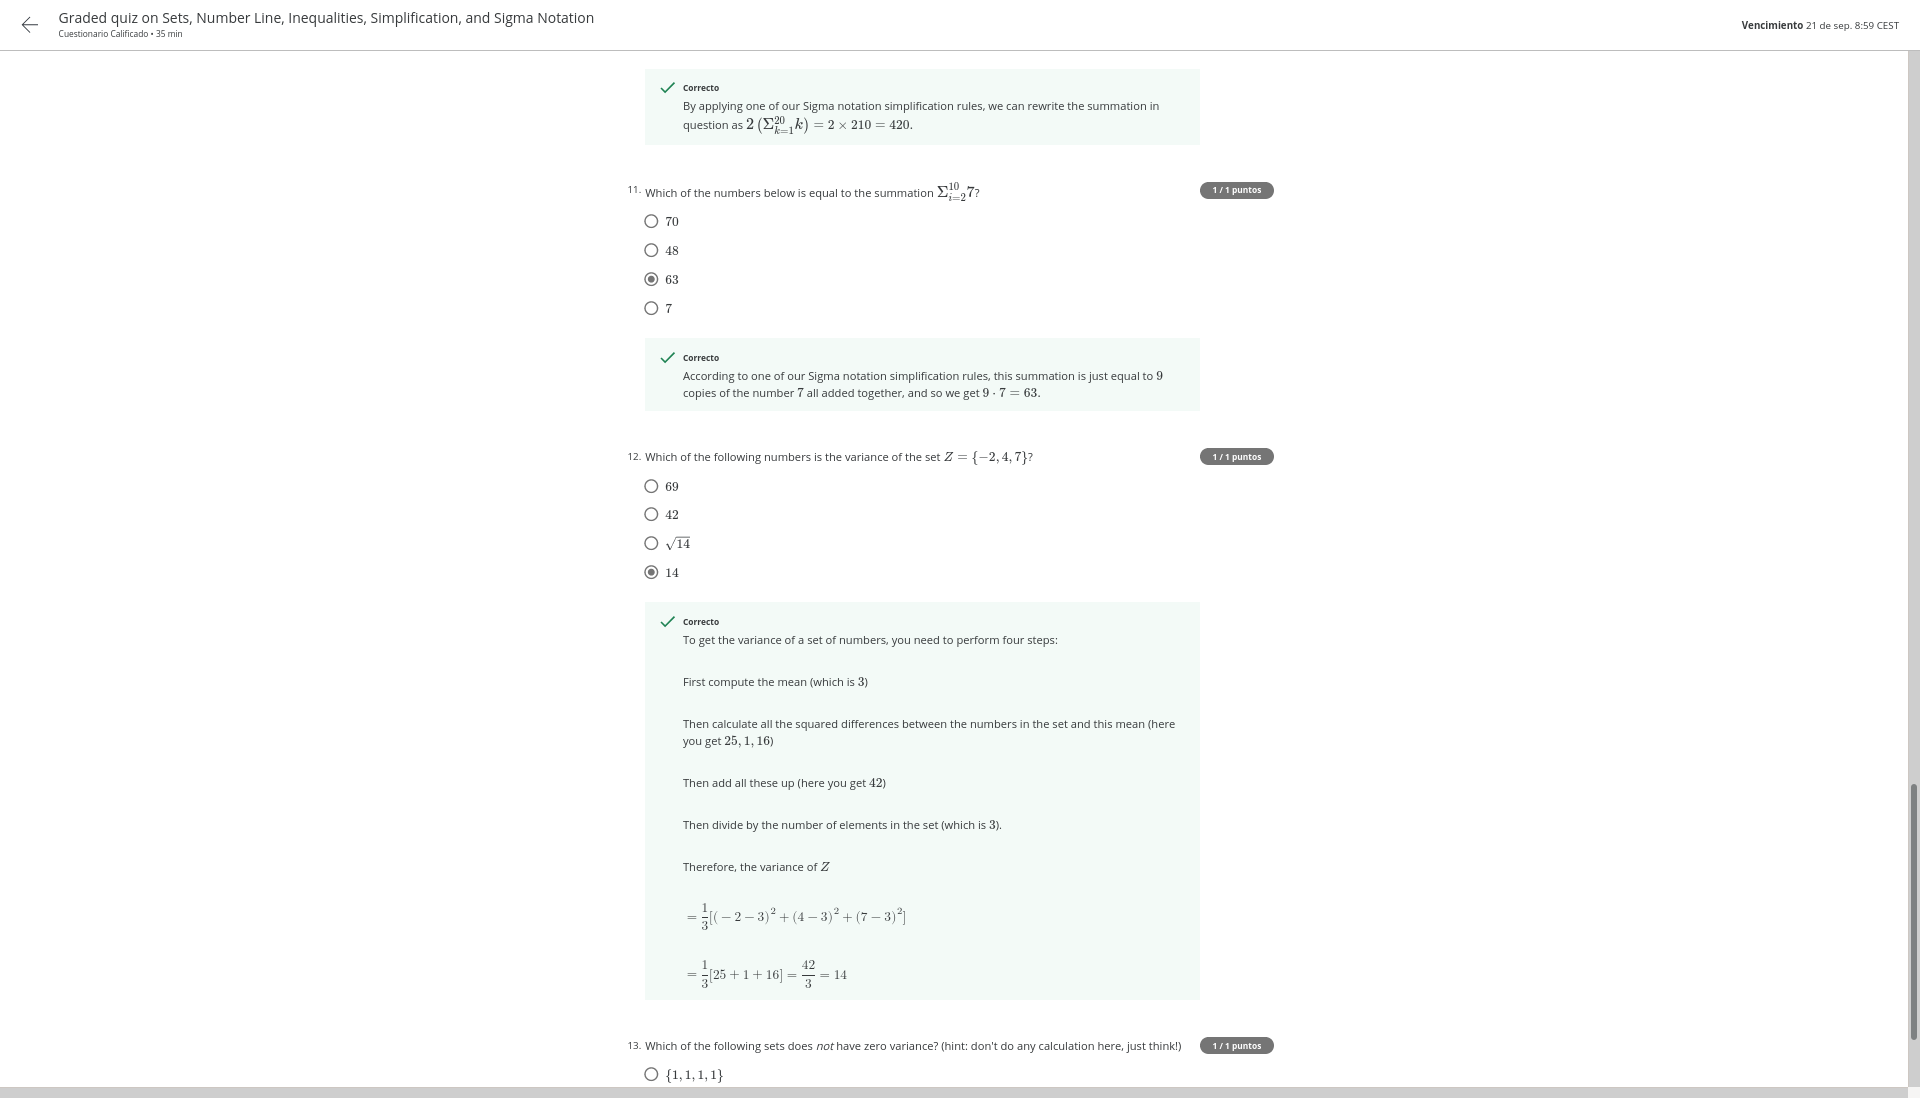 Graded quiz on Sets, Number Line, Inequalities, Simplification, and Sigma Notation
Cuestionario Calificado • 35 min
Vencimiento 21 de sep. 8:59 CEST
Correcto
By applying one of our Sigma notation simplification rules, we can rewrite the summation in
question as 2 (Σ_{k=1}^{20} k) = 2 × 210 = 420.
11. Which of the numbers below is equal to the summation Σ_{i=2}^{10} 7?
1 / 1 puntos
70
48
63
7
Correcto
According to one of our Sigma notation simplification rules, this summation is just equal to 9
copies of the number 7 all added together, and so we get 9 · 7 = 63.
12. Which of the following numbers is the variance of the set Z = {−2, 4, 7}?
1 / 1 puntos
69
42
√14
14
Correcto
To get the variance of a set of numbers, you need to perform four steps:
First compute the mean (which is 3)
Then calculate all the squared differences between the numbers in the set and this mean (here
you get 25, 1, 16)
Then add all these up (here you get 42)
Then divide by the number of elements in the set (which is 3).
Therefore, the variance of Z
= 1/3 [(−2 − 3)² + (4 − 3)² + (7 − 3)²]
= 1/3 [25 + 1 + 16] = 42/3 = 14
13. Which of the following sets does not have zero variance? (hint: don't do any calculation here, just think!)
1 / 1 puntos
{1, 1, 1, 1}